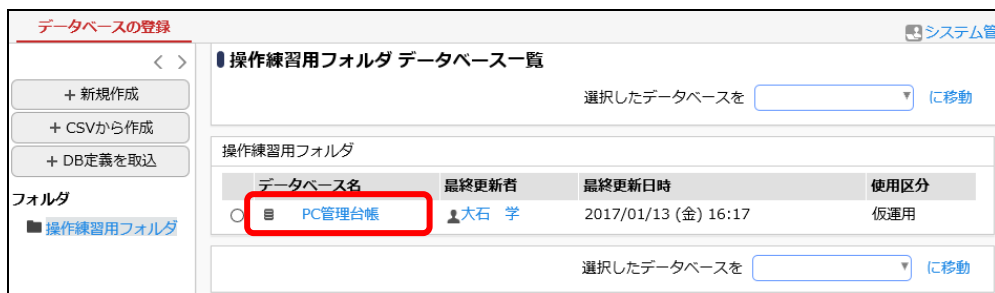 データベースの登録
システム管
< >
操作練習用フォルダ データベース一覧
+ 新規作成
選択したデータベースを に移動
+ CSVから作成
+ DB定義を取込
操作練習用フォルダ
データベース名 最終更新者 最終更新日時 使用区分
フォルダ
PC管理台帳 大石 学 2017/01/13 (金) 16:17 仮運用
操作練習用フォルダ
選択したデータベースを に移動